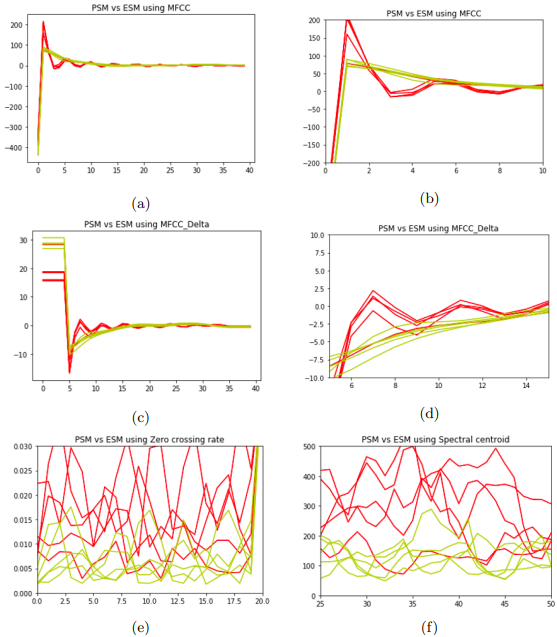 PSM vs ESM using MFCC
PSM vs ESM using MFCC
200
100
0
−100
−200
−300
−400
0 5 10 15 20 25 30 35 40
200
150
100
50
0
−50
−100
−150
−200
0 2 4 6 8 10
(a)
(b)
PSM vs ESM using MFCC_Delta
PSM vs ESM using MFCC_Delta
30
20
10
0
−10
0 5 10 15 20 25 30 35 40
10.0
7.5
5.0
2.5
0.0
−2.5
−5.0
−7.5
−10.0
6 8 10 12 14
(c)
(d)
PSM vs ESM using Zero crossing rate
PSM vs ESM using Spectral centroid
0.030
0.025
0.020
0.015
0.010
0.005
0.000
0.0 2.5 5.0 7.5 10.0 12.5 15.0 17.5 20.0
500
400
300
200
100
0
25 30 35 40 45 50
(e)
(f)